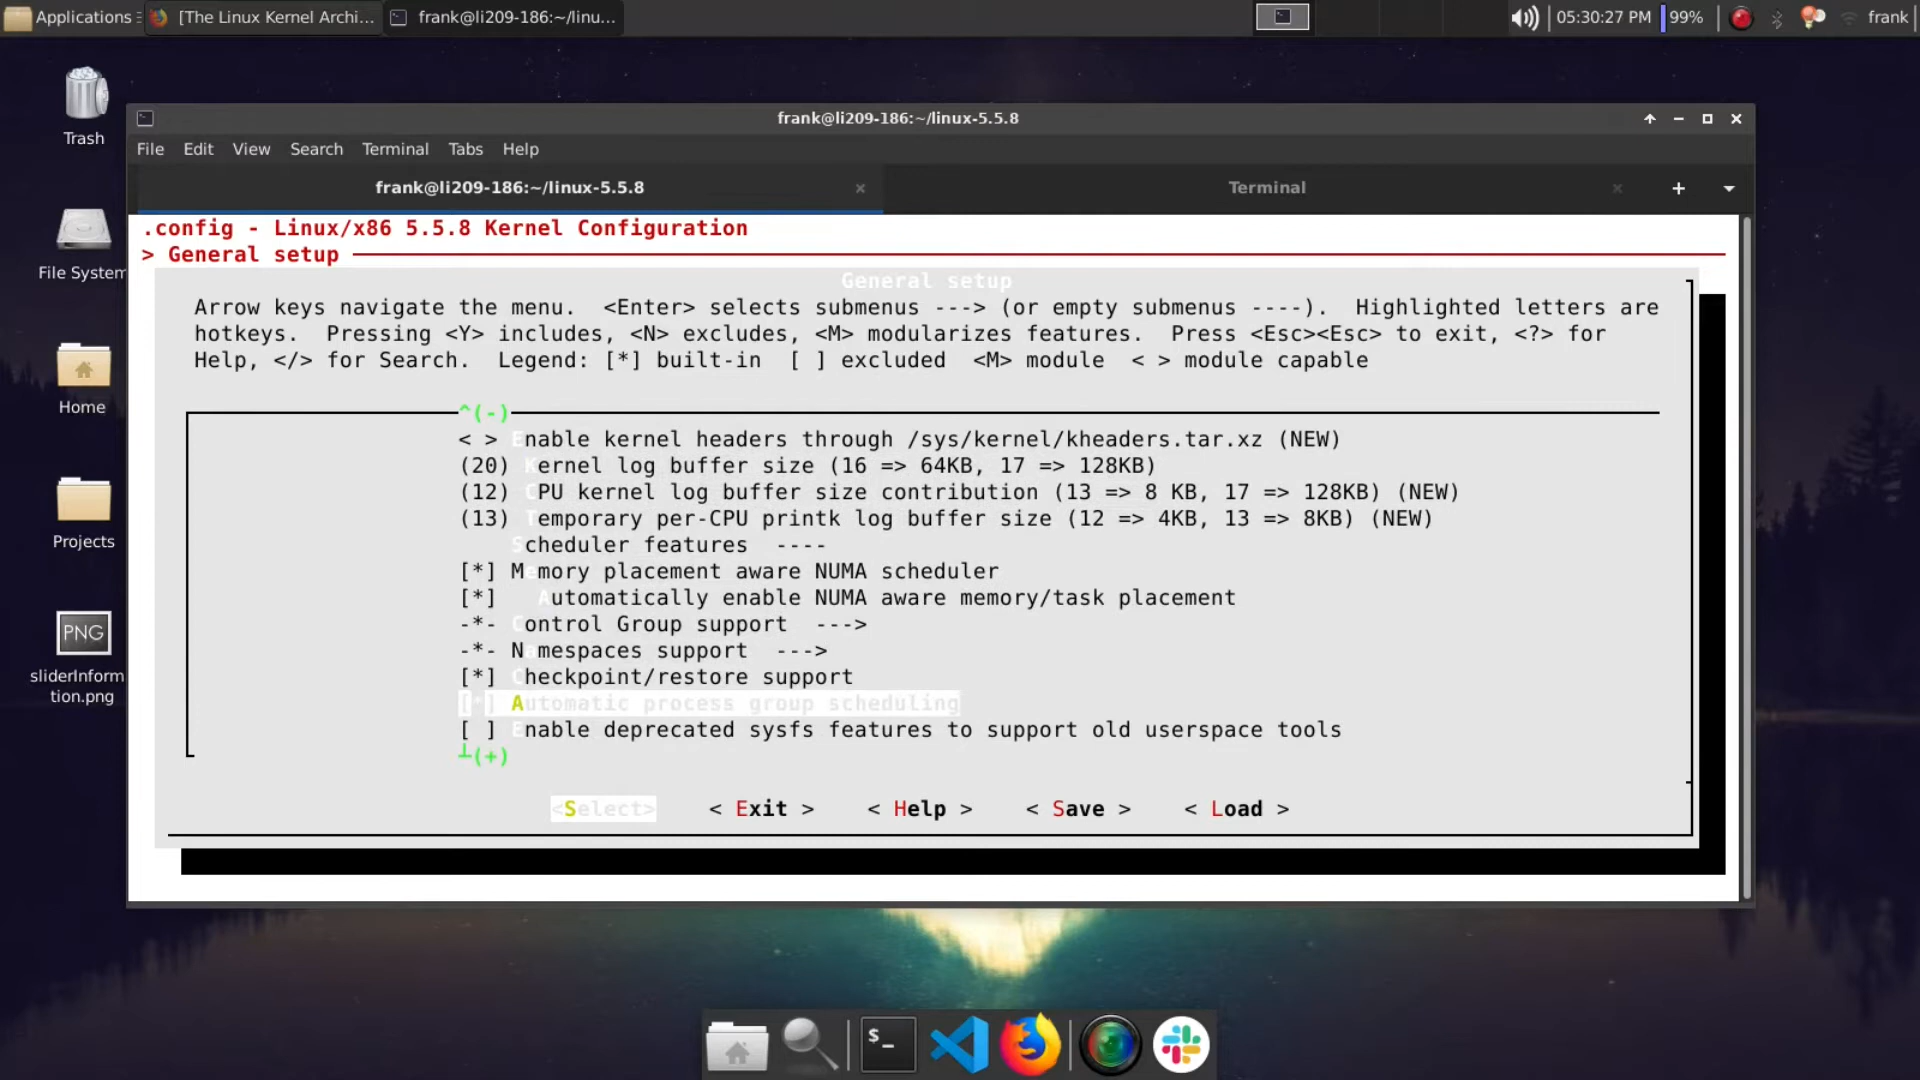 Applications
[The Linux Kernel Archi...
frank@li209-186:~/linu...
05:30:27 PM
99%
frank
Trash
File System
Home
Projects
PNG
sliderInform
tion.png
frank@li209-186:~/linux-5.5.8
File Edit View Search Terminal Tabs Help
frank@li209-186:~/linux-5.5.8
Terminal
.config - Linux/x86 5.5.8 Kernel Configuration
> General setup
General setup
Arrow keys navigate the menu.  <Enter> selects submenus ---> (or empty submenus ----).  Highlighted letters are
hotkeys.  Pressing <Y> includes, <N> excludes, <M> modularizes features.  Press <Esc><Esc> to exit, <?> for
Help, </> for Search.  Legend: [*] built-in  [ ] excluded  <M> module  < > module capable
^(-)
< > Enable kernel headers through /sys/kernel/kheaders.tar.xz (NEW)
(20) Kernel log buffer size (16 => 64KB, 17 => 128KB)
(12) CPU kernel log buffer size contribution (13 => 8 KB, 17 => 128KB) (NEW)
(13) Temporary per-CPU printk log buffer size (12 => 4KB, 13 => 8KB) (NEW)
Scheduler features  ----
[*] Memory placement aware NUMA scheduler
[*]   Automatically enable NUMA aware memory/task placement
-*- Control Group support  --->
-*- Namespaces support  --->
[*] Checkpoint/restore support
[*] Automatic process group scheduling
[ ] Enable deprecated sysfs features to support old userspace tools
┴(+)
<Select>    < Exit >    < Help >    < Save >    < Load >
$_